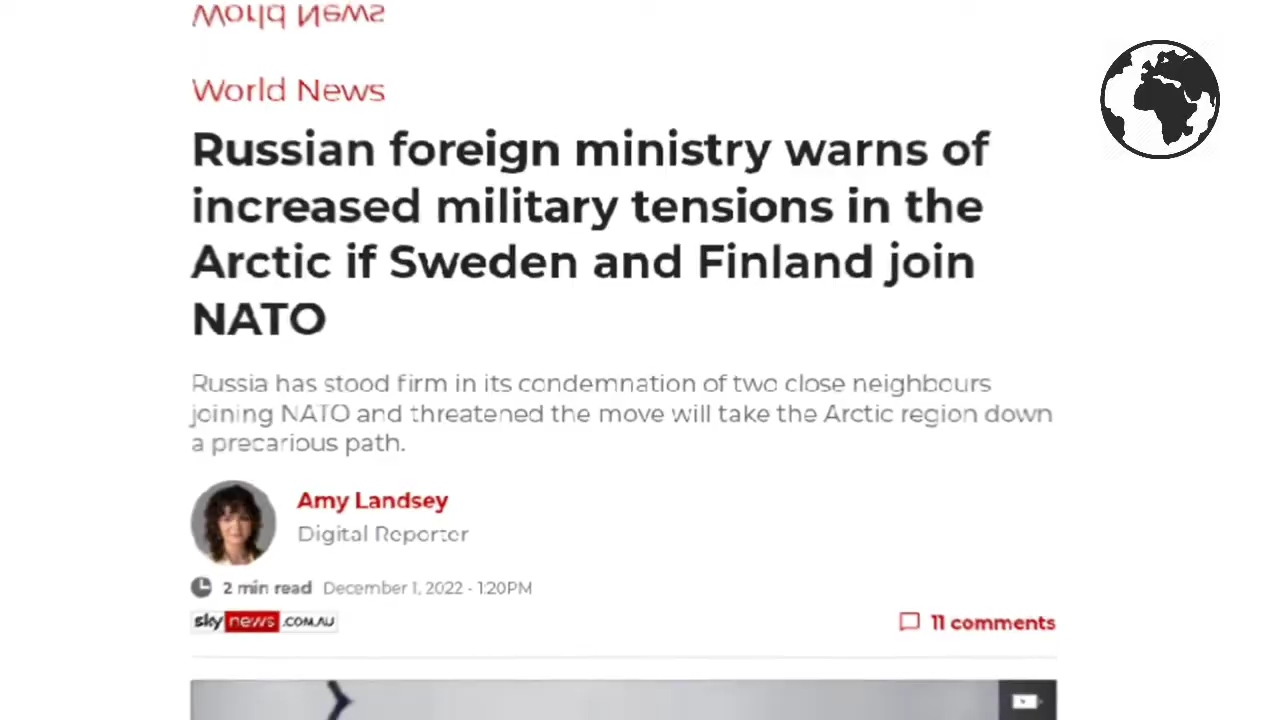 World News
World News
Russian foreign ministry warns of
increased military tensions in the
Arctic if Sweden and Finland join
NATO
Russia has stood firm in its condemnation of two close neighbours
joining NATO and threatened the move will take the Arctic region down
a precarious path.
Amy Landsey
Digital Reporter
2 min read December 1, 2022 - 1:20PM
sky news .COM.AU
11 comments